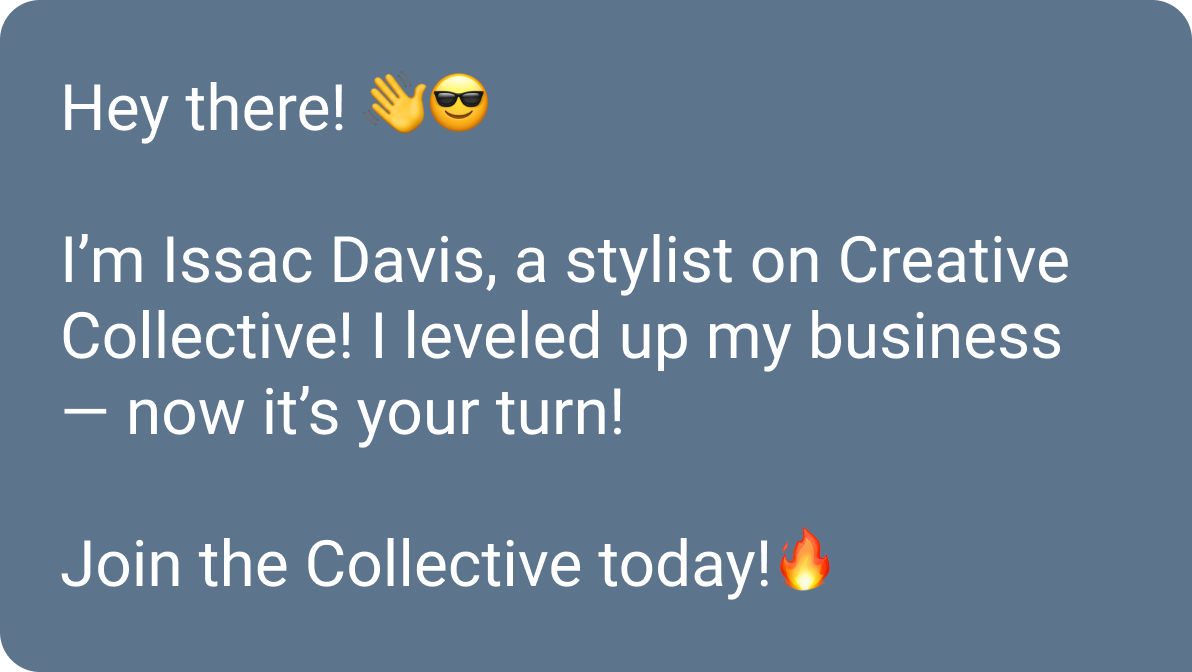 Hey there! 👋😎
I’m Issac Davis, a stylist on Creative
Collective! I leveled up my business
— now it’s your turn!
Join the Collective today!🔥